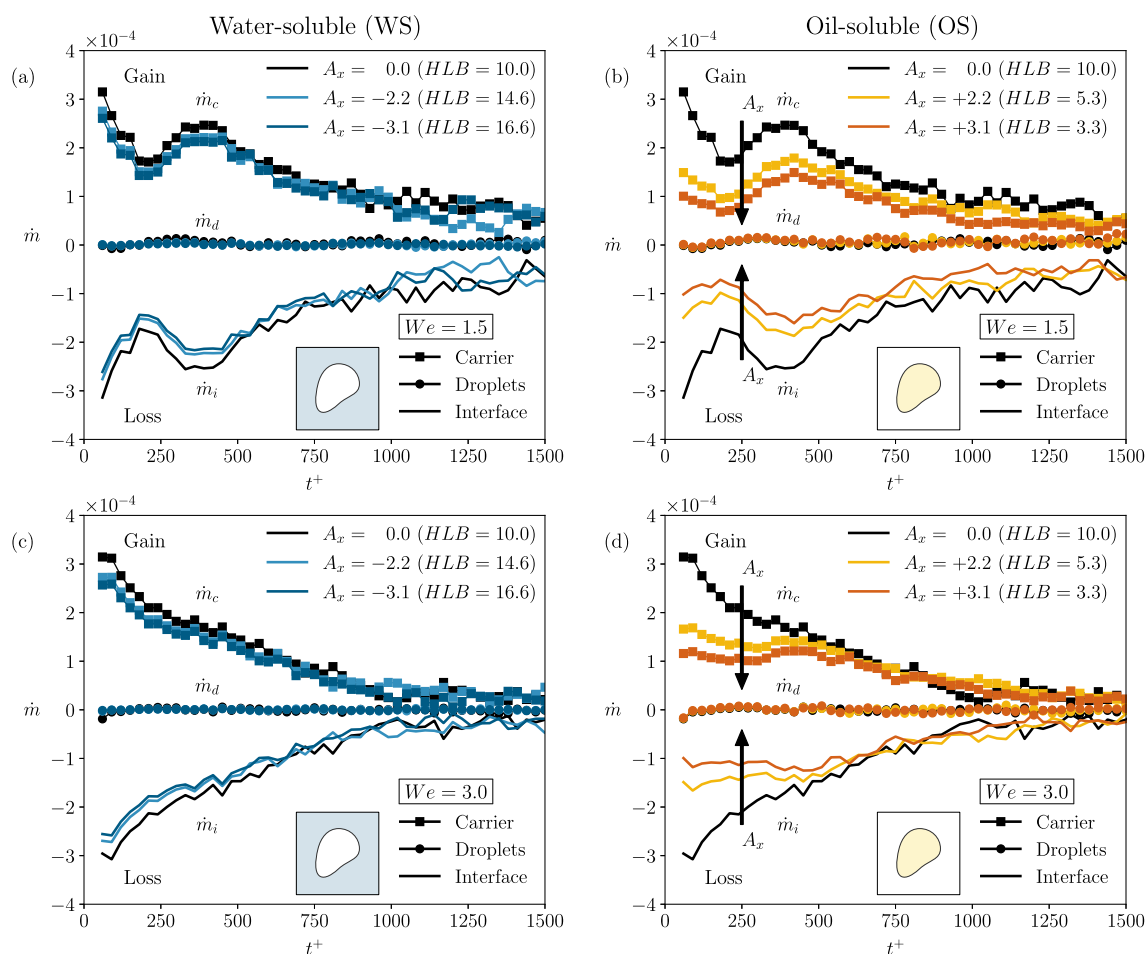 Water-soluble (WS)
Oil-soluble (OS)
(a)
×10⁻⁴
4
3
2
1
0
−1
−2
−3
−4
ṁ
Gain
ṁ_c
ṁ_d
ṁ_i
Loss
A_x = 0.0 (HLB = 10.0)
A_x = −2.2 (HLB = 14.6)
A_x = −3.1 (HLB = 16.6)
We = 1.5
Carrier
Droplets
Interface
0 250 500 750 1000 1250 1500
t⁺
(b)
×10⁻⁴
4
3
2
1
0
−1
−2
−3
−4
ṁ
Gain
A_x
ṁ_c
ṁ_d
A_x
ṁ_i
Loss
A_x = 0.0 (HLB = 10.0)
A_x = +2.2 (HLB = 5.3)
A_x = +3.1 (HLB = 3.3)
We = 1.5
Carrier
Droplets
Interface
0 250 500 750 1000 1250 1500
t⁺
(c)
×10⁻⁴
4
3
2
1
0
−1
−2
−3
−4
ṁ
Gain
ṁ_c
ṁ_d
ṁ_i
Loss
A_x = 0.0 (HLB = 10.0)
A_x = −2.2 (HLB = 14.6)
A_x = −3.1 (HLB = 16.6)
We = 3.0
Carrier
Droplets
Interface
0 250 500 750 1000 1250 1500
t⁺
(d)
×10⁻⁴
4
3
2
1
0
−1
−2
−3
−4
ṁ
Gain
A_x
ṁ_c
ṁ_d
A_x
ṁ_i
Loss
A_x = 0.0 (HLB = 10.0)
A_x = +2.2 (HLB = 5.3)
A_x = +3.1 (HLB = 3.3)
We = 3.0
Carrier
Droplets
Interface
0 250 500 750 1000 1250 1500
t⁺